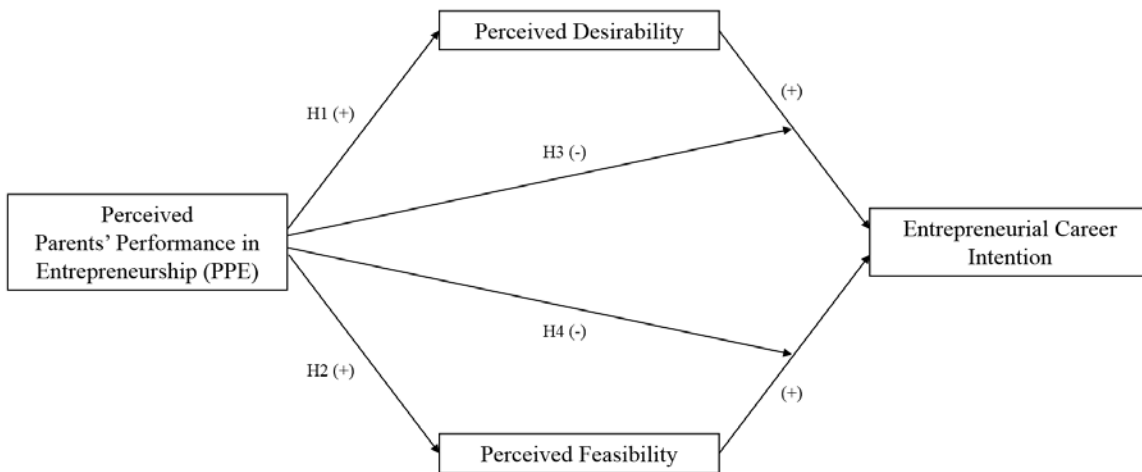 Perceived Desirability
H1 (+)
(+)
H3 (-)
Perceived
Parents’ Performance in
Entrepreneurship (PPE)
Entrepreneurial Career
Intention
H4 (-)
H2 (+)
(+)
Perceived Feasibility